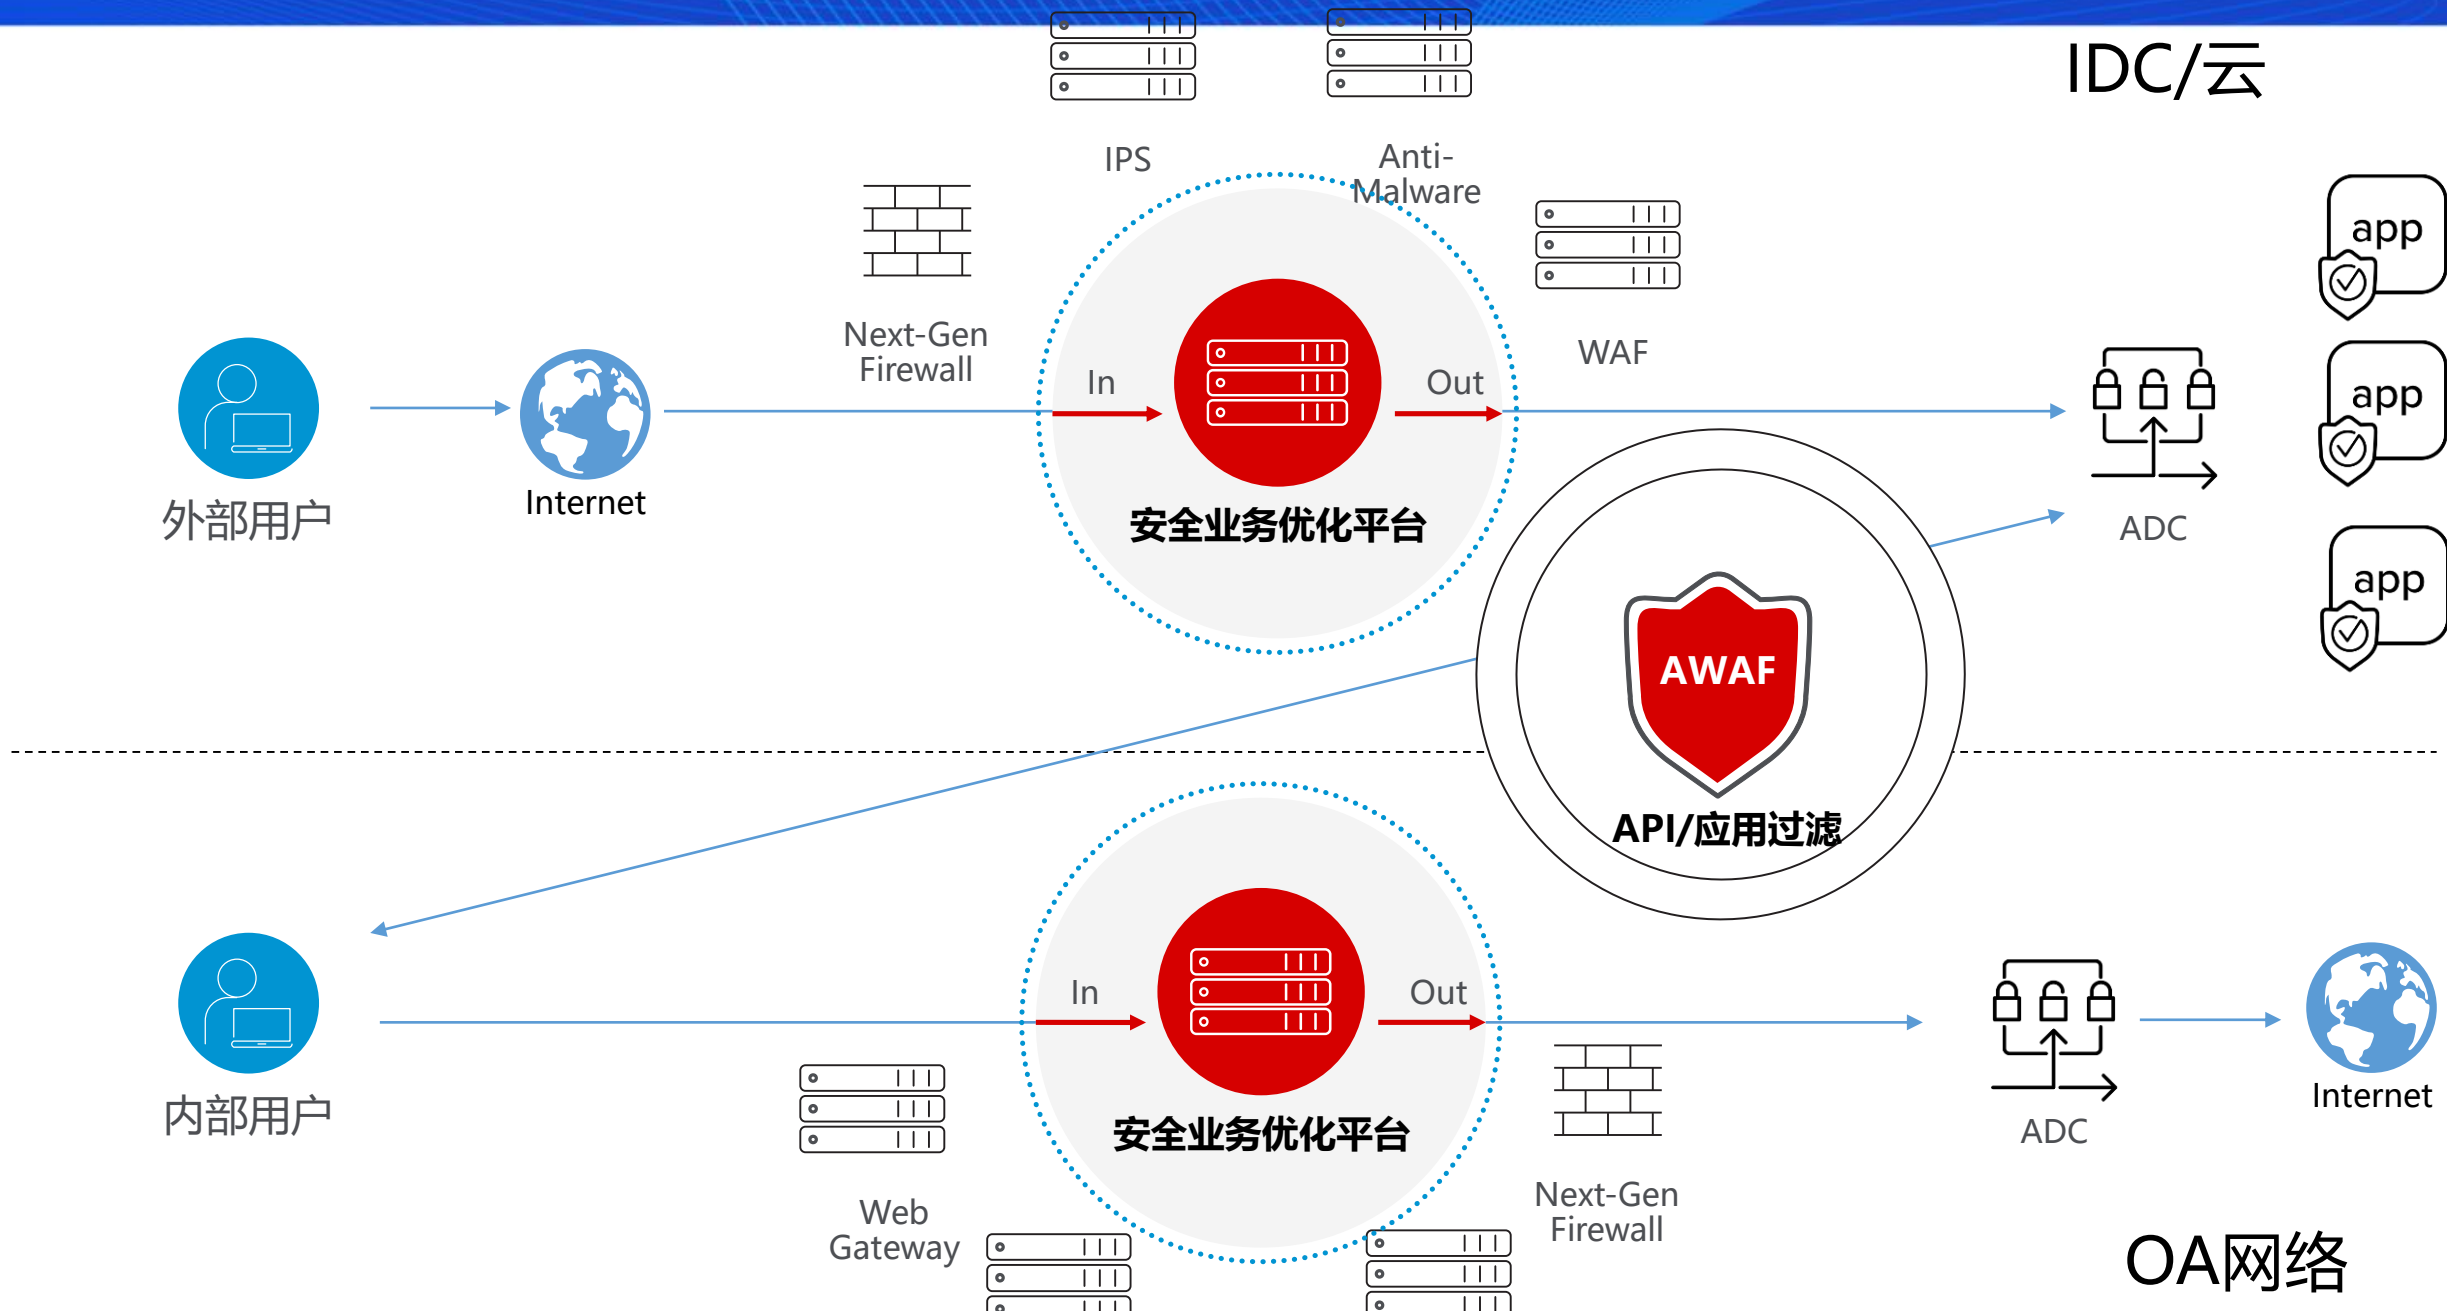 IDC/云
IPS
Anti-
Malware
app
Next-Gen
Firewall
WAF
app
In
Out
外部用户
Internet
安全业务优化平台
ADC
app
AWAF
API/应用过滤
In
Out
内部用户
安全业务优化平台
ADC
Internet
Web
Gateway
Next-Gen
Firewall
OA网络